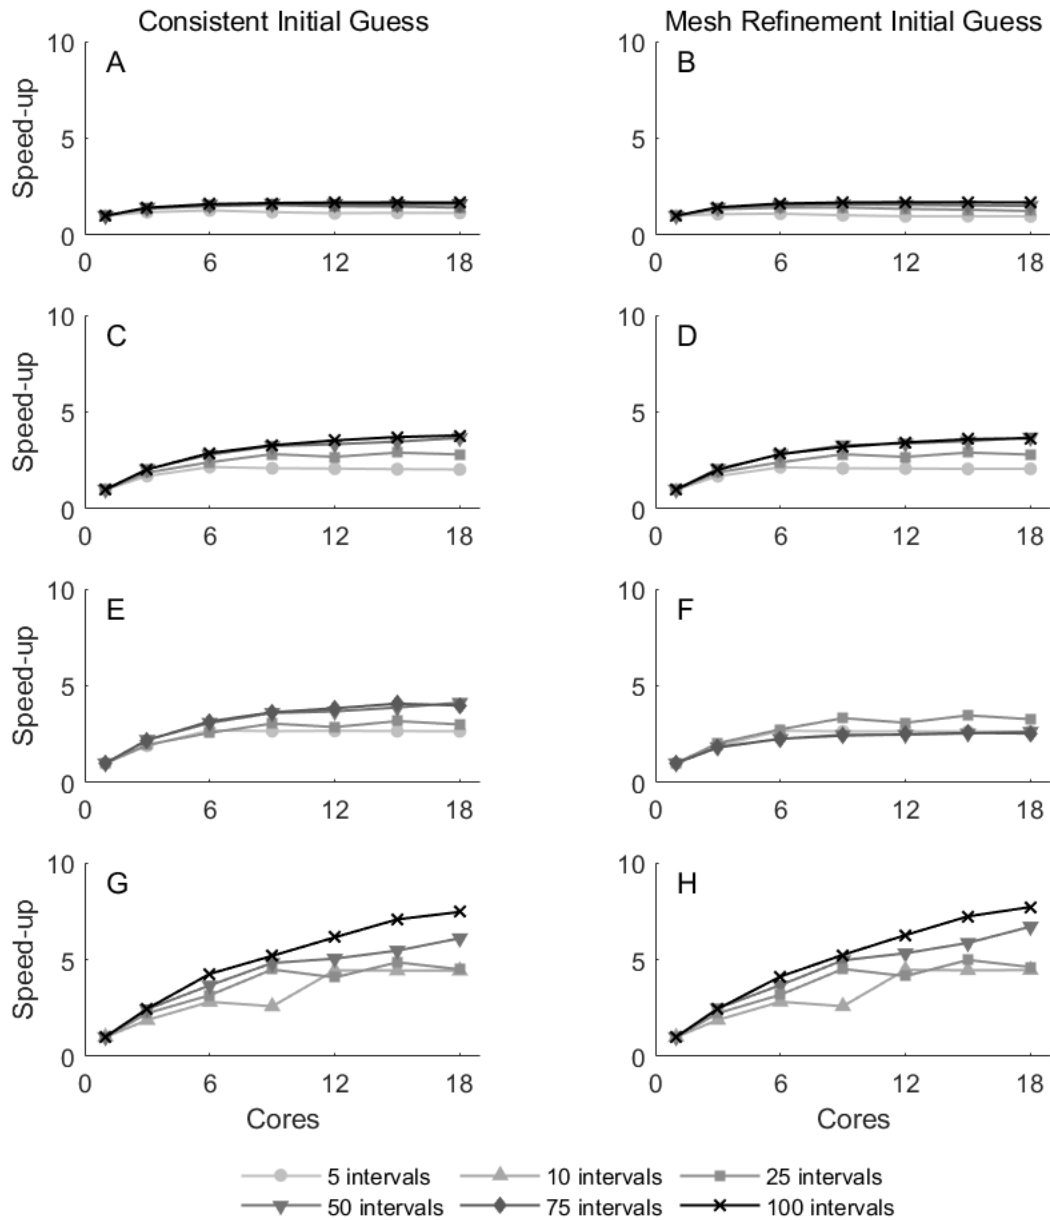 Consistent Initial Guess
Mesh Refinement Initial Guess
10
A
5
0
Speed-up
0 6 12 18
10
B
5
0
Speed-up
0 6 12 18
10
C
5
0
Speed-up
0 6 12 18
10
D
5
0
0 6 12 18
10
E
5
0
Speed-up
0 6 12 18
10
F
5
0
0 6 12 18
10
G
5
0
Speed-up
0 6 12 18
Cores
10
H
5
0
0 6 12 18
Cores
5 intervals 10 intervals 25 intervals
50 intervals 75 intervals 100 intervals